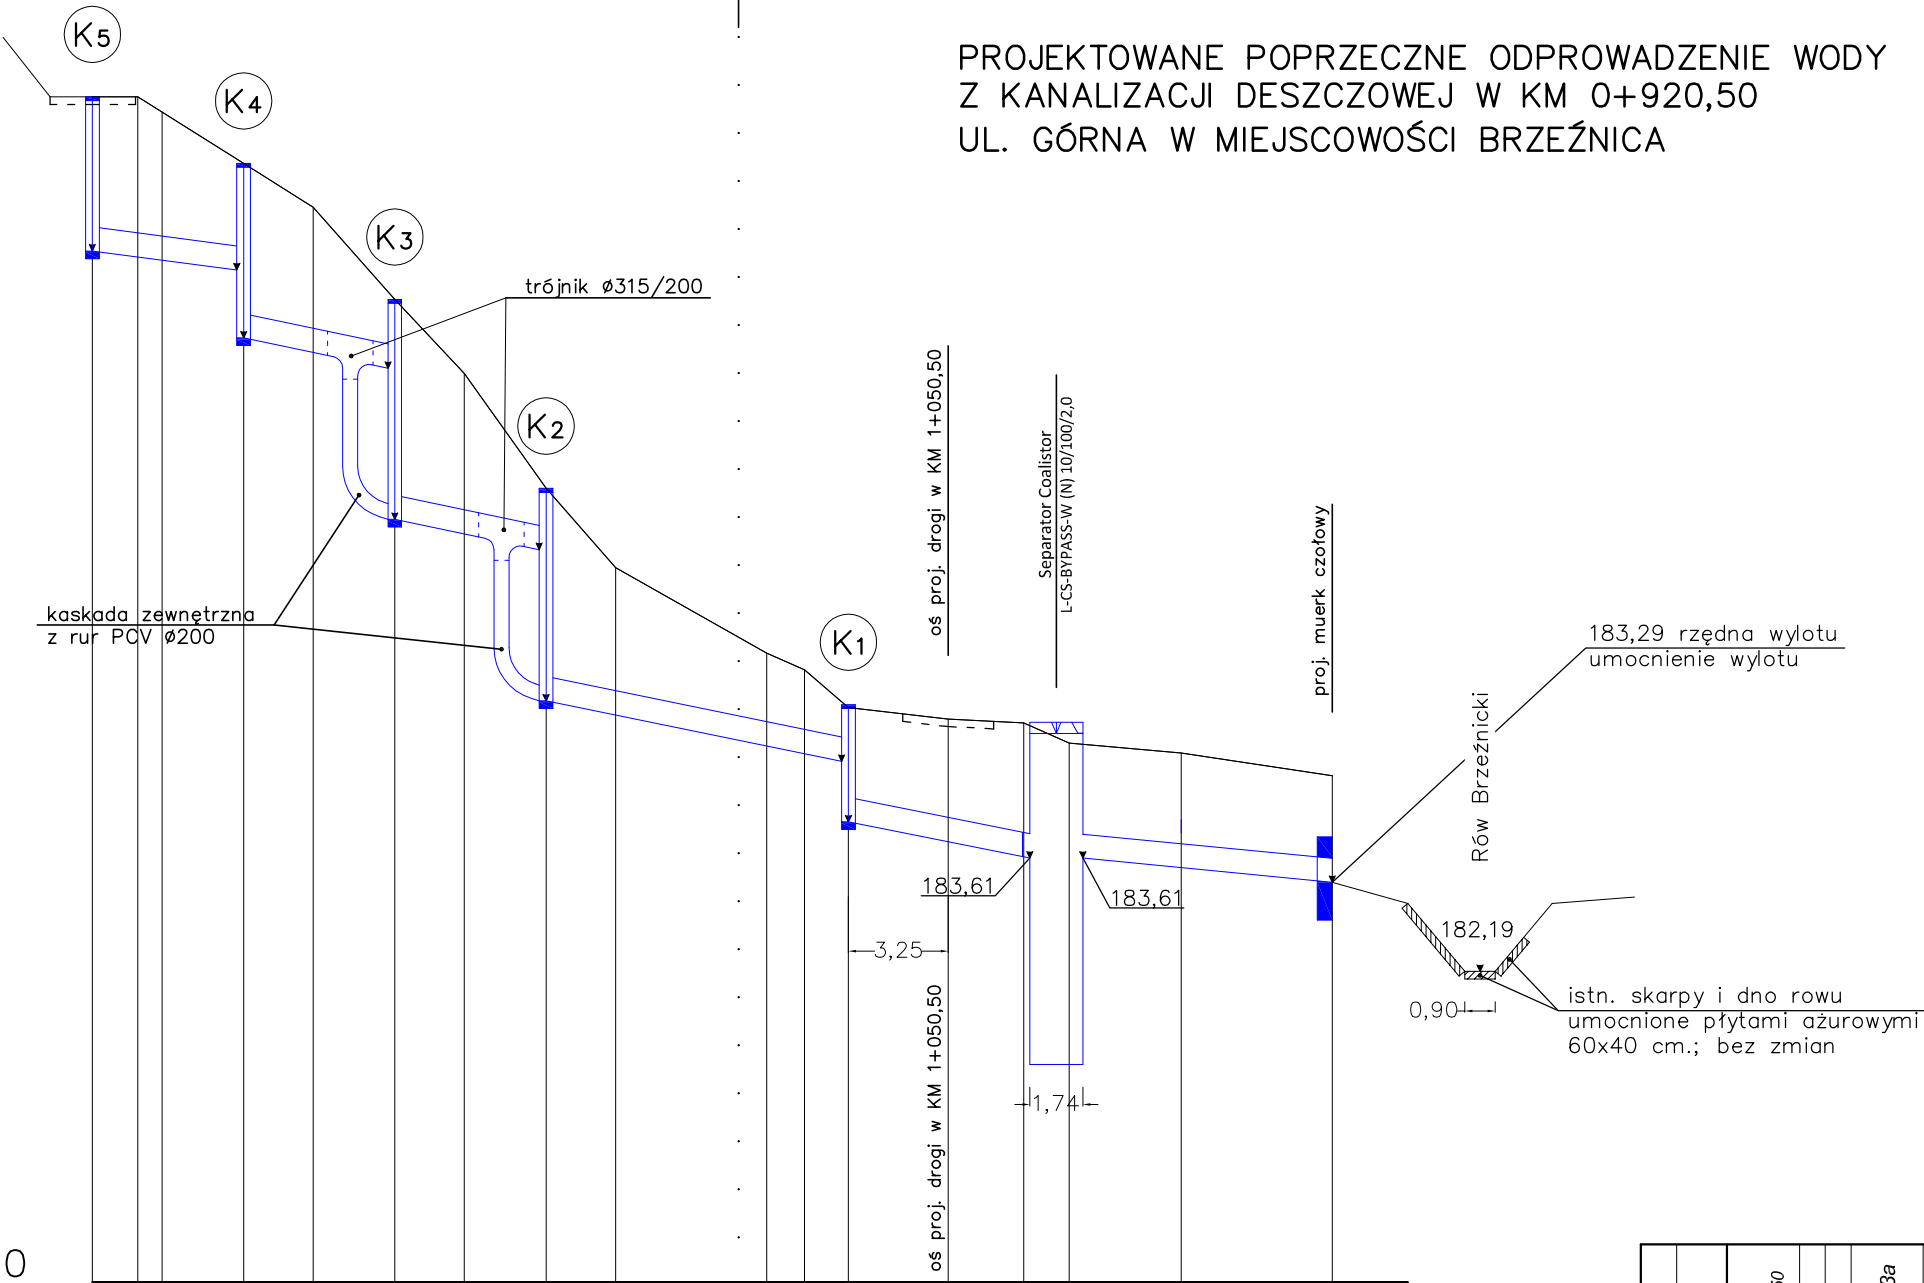 K5
K4
K3
K2
K1
PROJEKTOWANE POPRZECZNE ODPROWADZENIE WODY
Z KANALIZACJI DESZCZOWEJ W KM 0+920,50
UL. GÓRNA W MIEJSCOWOŚCI BRZEŹNICA
trójnik ø315/200
oś proj. drogi w KM 1+050,50
Separator Coalistor
L-CS-BYPASS-W (N) 10/100/2,0
proj. muerk czołowy
kaskada zewnętrzna
z rur PCV ø200
183,29 rzędna wylotu
umocnienie wylotu
Rów Brzeźnicki
183,61
183,61
182,19
3,25
oś proj. drogi w KM 1+050,50
0,90
istn. skarpy i dno rowu
umocnione płytami ażurowymi
60x40 cm.; bez zmian
1,74
0